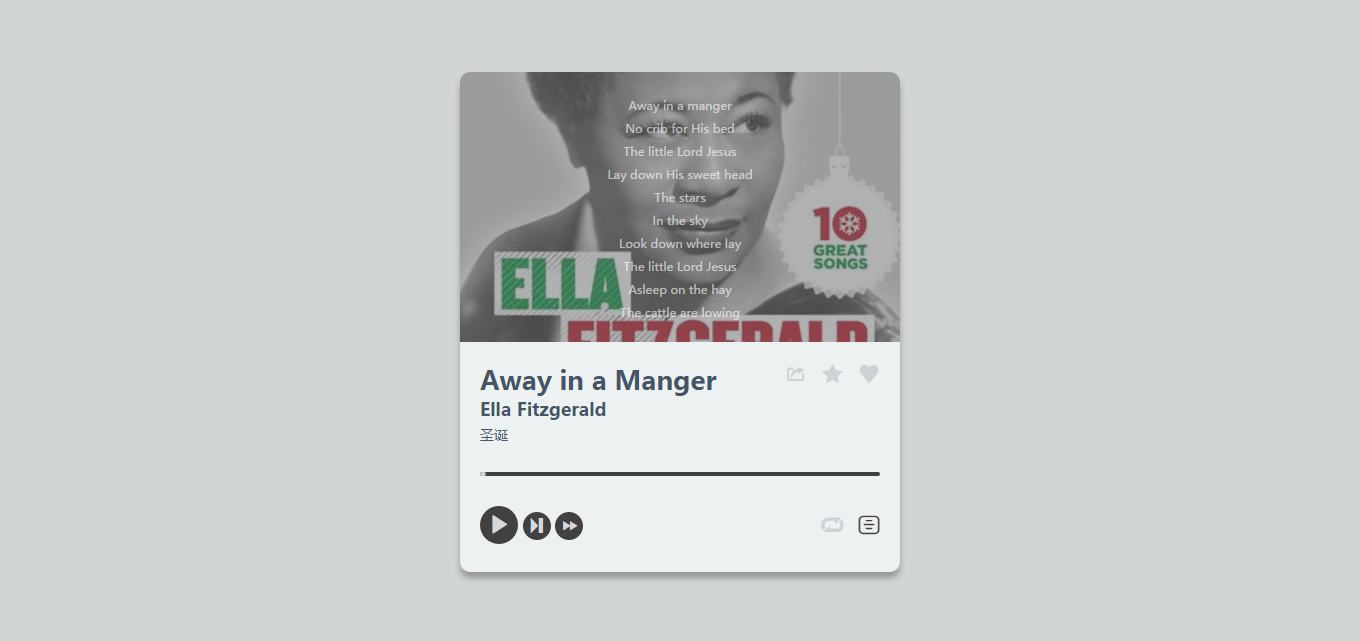 Away in a manger
No crib for His bed
The little Lord Jesus
Lay down His sweet head
The stars
In the sky
Look down where lay
The little Lord Jesus
Asleep on the hay
The cattle are lowing
10
GREAT
SONGS
ELLA
FITZGERALD
Away in a Manger
Ella Fitzgerald
圣诞